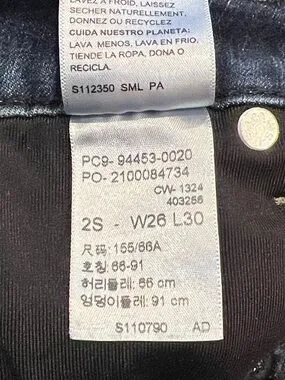 LAVEZ À FROID, LAISSEZ
SÉCHER NATURELLEMENT,
DONNEZ OU RECYCLEZ
CUIDA NUESTRO PLANETA:
LAVA MENOS, LAVA EN FRIO,
TIENDE LA ROPA, DONA O
RECICLA.
S112350 SML PA
PC9- 94453-0020
PO- 2100084734
CW- 1324
403256
2S - W26 L30
尺码: 155/66A
호칭: 66-91
허리둘레: 66 cm
엉덩이둘레: 91 cm
S110790 AD